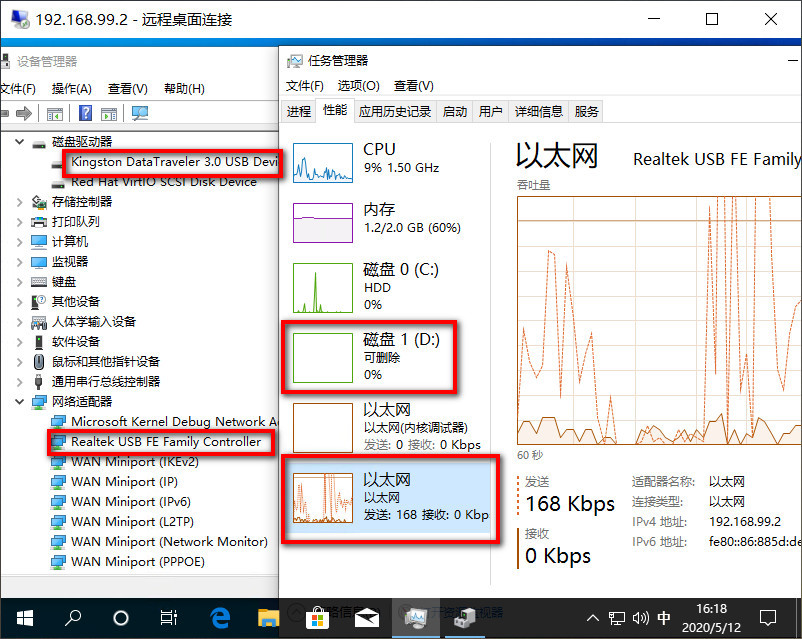 192.168.99.2 - 远程桌面连接
设备管理器
文件(F) 操作(A) 查看(V) 帮助(H)
磁盘驱动器
Kingston DataTraveler 3.0 USB Devi
Red Hat VirtIO SCSI Disk Device
存储控制器
打印队列
计算机
监视器
键盘
其他设备
人体学输入设备
软件设备
鼠标和其他指针设备
通用串行总线控制器
网络适配器
Microsoft Kernel Debug Network A
Realtek USB FE Family Controller
WAN Miniport (IKEv2)
WAN Miniport (IP)
WAN Miniport (IPv6)
WAN Miniport (L2TP)
WAN Miniport (Network Monitor)
WAN Miniport (PPPOE)
任务管理器
文件(F) 选项(O) 查看(V)
进程 性能 应用历史记录 启动 用户 详细信息 服务
CPU
9% 1.50 GHz
内存
1.2/2.0 GB (60%)
磁盘 0 (C:)
HDD
0%
磁盘 1 (D:)
可删除
0%
以太网
以太网(内核调试器)
发送: 0 接收: 0 Kbps
以太网
以太网
发送: 168 接收: 0 Kbp
以太网 Realtek USB FE Family
吞吐量
60 秒
发送
168 Kbps
接收
0 Kbps
适配器名称: 以太网
连接类型: 以太网
IPv4 地址: 192.168.99.2
IPv6 地址: fe80::86:885d:de
中
16:18
2020/5/12